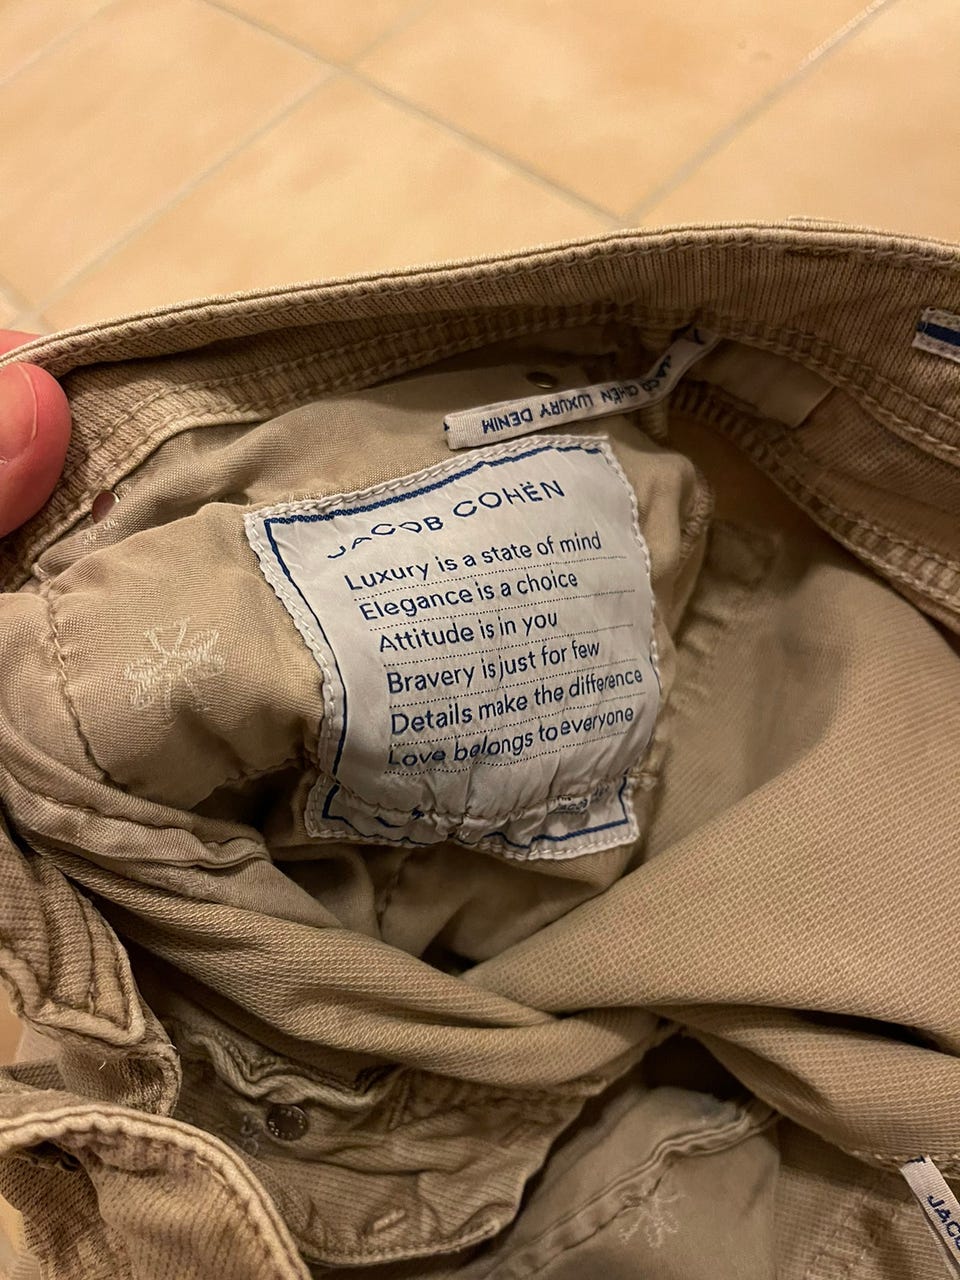 JACOB COHËN LUXURY DENIM
JACOB COHËN
Luxury is a state of mind
Elegance is a choice
Attitude is in you
Bravery is just for few
Details make the difference
Love belongs to everyone
JACO